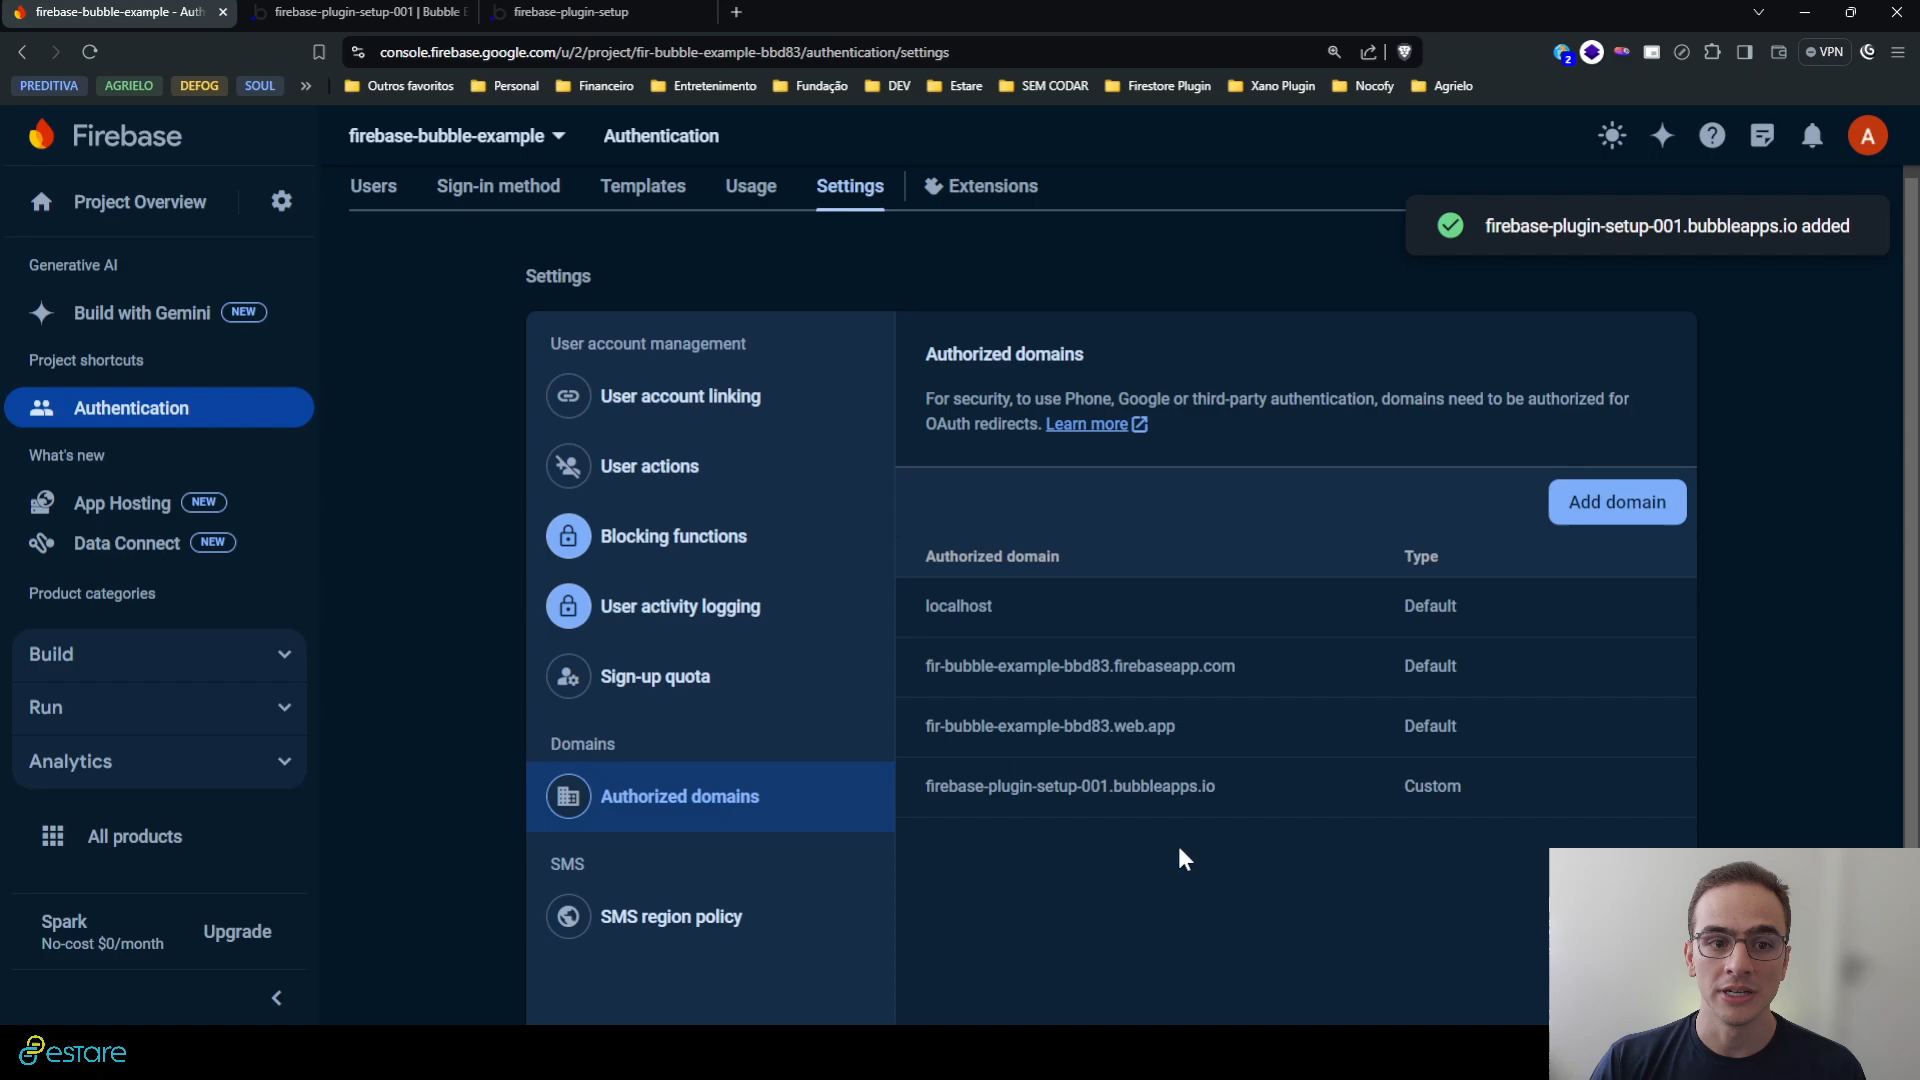 firebase-bubble-example - Auth
firebase-plugin-setup-001 | Bubble E
firebase-plugin-setup
console.firebase.google.com/u/2/project/fir-bubble-example-bbd83/authentication/settings
2
VPN
PREDITIVA
AGRIELO
DEFOG
SOUL
Outros favoritos
Personal
Financeiro
Entretenimento
Fundação
DEV
Estare
SEM CODAR
Firestore Plugin
Xano Plugin
Nocofy
Agrielo
Firebase
firebase-bubble-example
Authentication
A
Project Overview
Users
Sign-in method
Templates
Usage
Settings
Extensions
firebase-plugin-setup-001.bubbleapps.io added
Generative AI
Build with Gemini
NEW
Project shortcuts
Authentication
What's new
App Hosting
NEW
Data Connect
NEW
Product categories
Build
Run
Analytics
All products
Spark
No-cost $0/month
Upgrade
Settings
User account management
User account linking
User actions
Blocking functions
User activity logging
Sign-up quota
Domains
Authorized domains
SMS
SMS region policy
Authorized domains
For security, to use Phone, Google or third-party authentication, domains need to be authorized for
OAuth redirects. Learn more
Add domain
Authorized domain
Type
localhost
Default
fir-bubble-example-bbd83.firebaseapp.com
Default
fir-bubble-example-bbd83.web.app
Default
firebase-plugin-setup-001.bubbleapps.io
Custom
estare